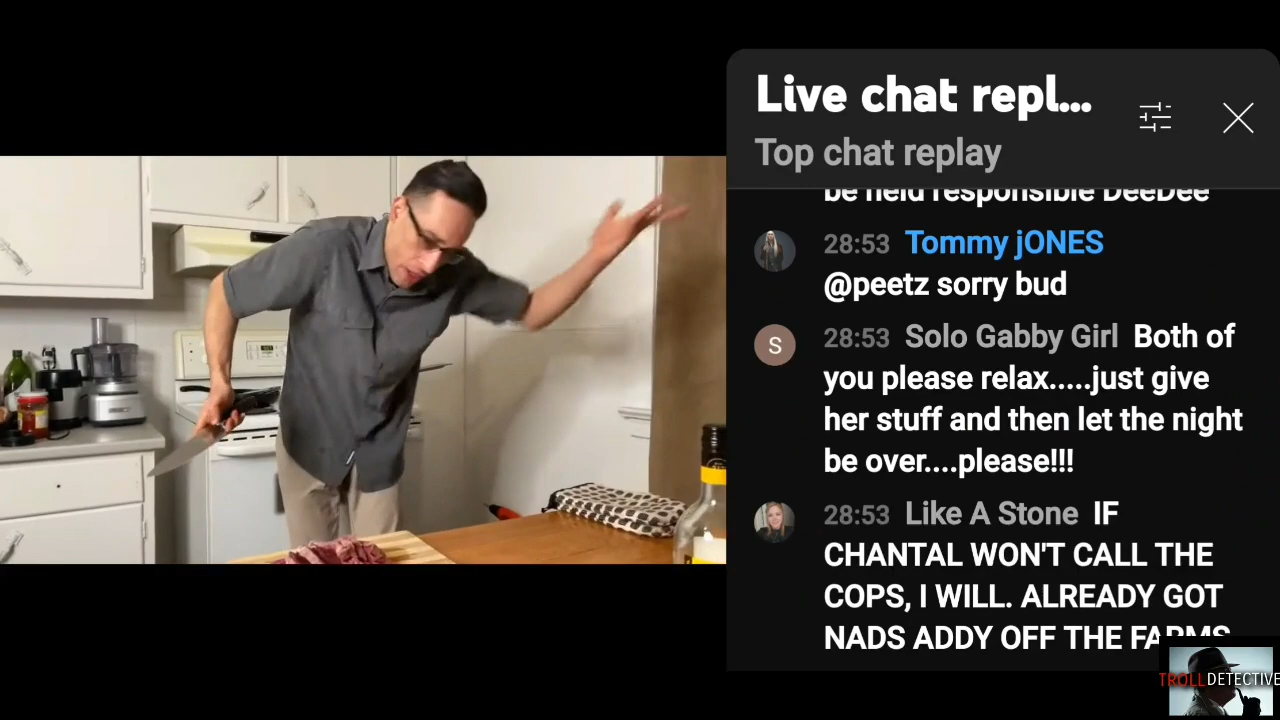 Live chat repl...
Top chat replay
be held responsible DeeDee
28:53 Tommy jONES
@peetz sorry bud
S
28:53 Solo Gabby Girl Both of
you please relax.....just give
her stuff and then let the night
be over....please!!!
28:53 Like A Stone IF
CHANTAL WON'T CALL THE
COPS, I WILL. ALREADY GOT
NADS ADDY OFF THE FARMS
TROLLDETECTIVE